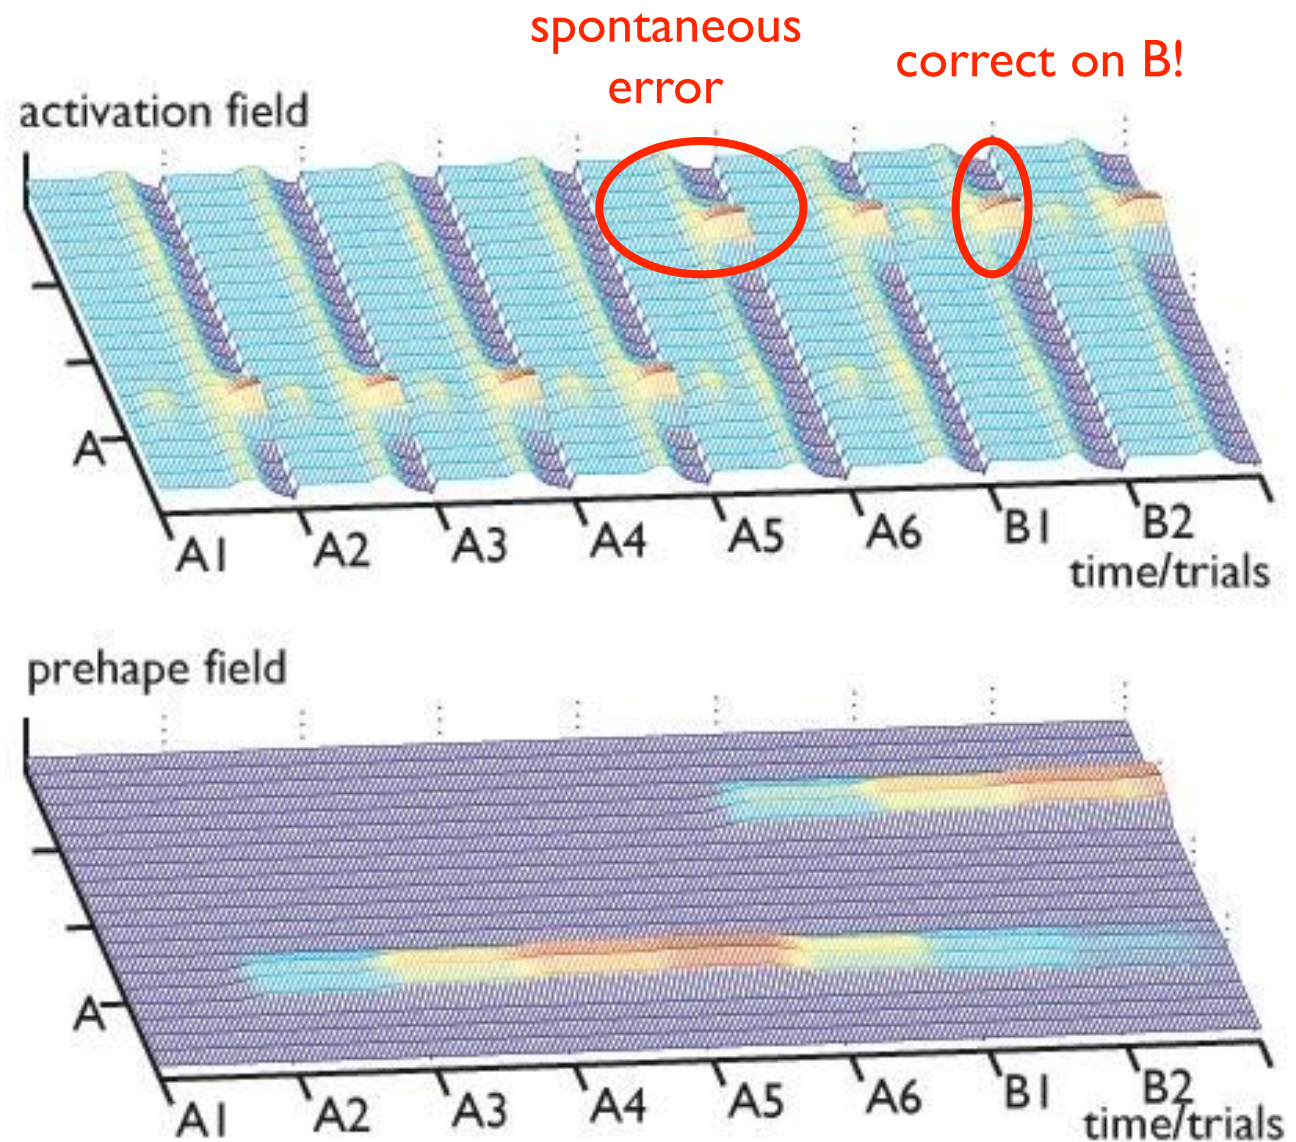 spontaneous
error
correct on B!
activation field
A
A1 A2 A3 A4 A5 A6 B1 B2
time/trials
prehape field
A
A1 A2 A3 A4 A5 A6 B1 B2
time/trials